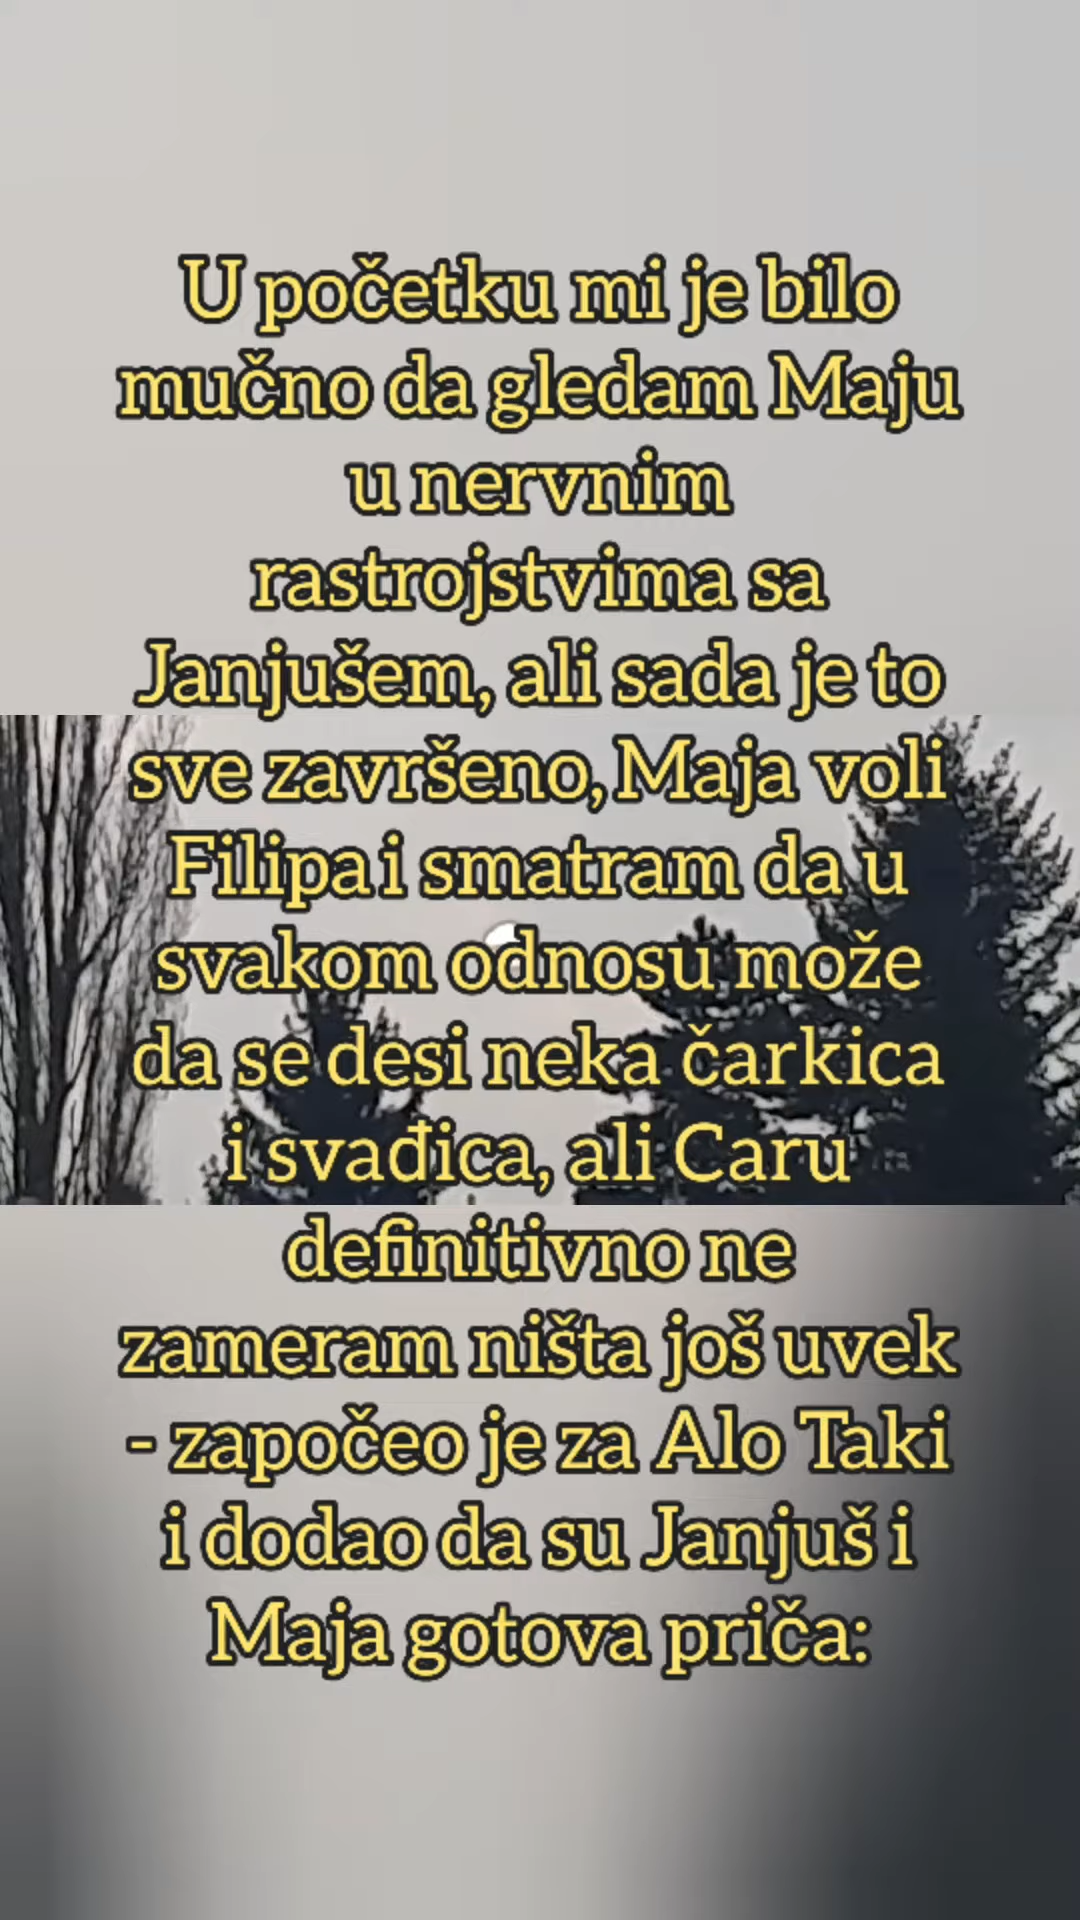 U početku mi je bilo
mučno da gledam Maju
u nervnim
rastrojstvima sa
Janjušem, ali sada je to
sve završeno, Maja voli
Filipa i smatram da u
svakom odnosu može
da se desi neka čarkica
i svađica, ali Caru
definitivno ne
zameram ništa još uvek
- započeo je za Alo Taki
i dodao da su Janjuš i
Maja gotova priča: